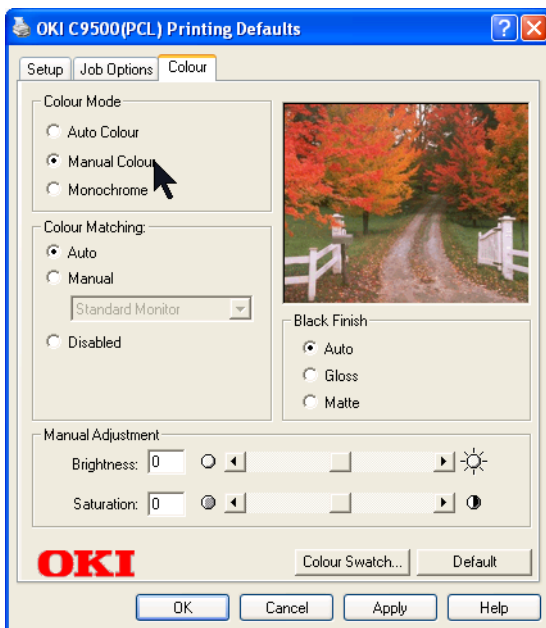 OKI C9500(PCL) Printing Defaults
Setup Job Options Colour
Colour Mode
Auto Colour
Manual Colour
Monochrome
Colour Matching:
Auto
Manual
Standard Monitor
Disabled
Black Finish
Auto
Gloss
Matte
Manual Adjustment
Brightness: 0
Saturation: 0
OKI
Colour Swatch... Default
OK Cancel Apply Help